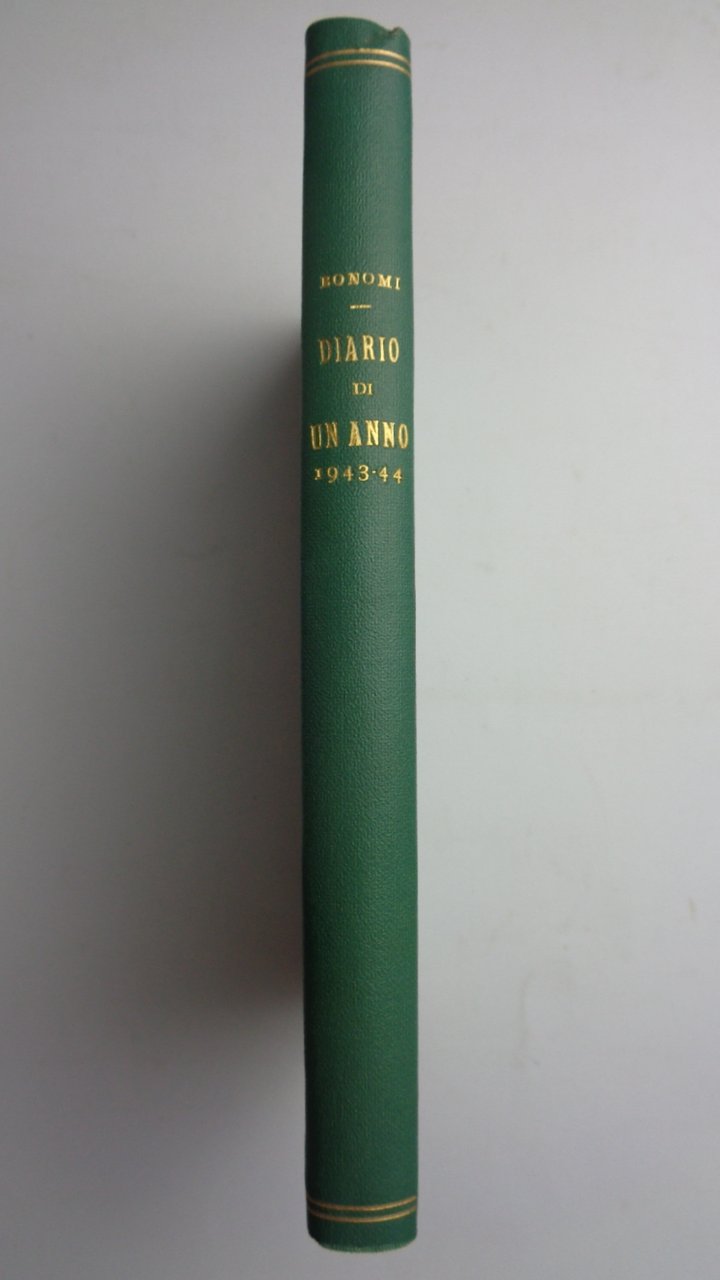 BONOMI
DIARIO
DI
UN ANNO
1943-44